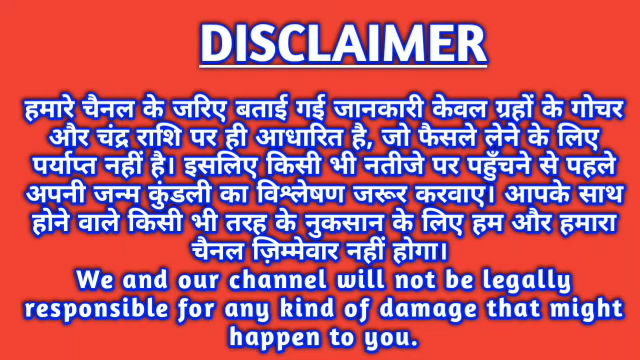 DISCLAIMER
हमारे चैनल के जरिए बताई गई जानकारी केवल ग्रहों के गोचर
और चंद्र राशि पर ही आधारित है, जो फैसले लेने के लिए
पर्याप्त नहीं है। इसलिए किसी भी नतीजे पर पहुँचने से पहले
अपनी जन्म कुंडली का विश्लेषण जरूर करवाए। आपके साथ
होने वाले किसी भी तरह के नुकसान के लिए हम और हमारा
चैनल ज़िम्मेवार नहीं होगा।
We and our channel will not be legally
responsible for any kind of damage that might
happen to you.